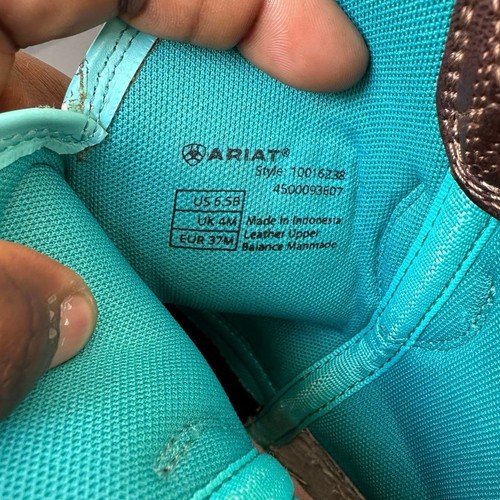 ARIAT®
Style: 10016238
4500093607
US 6.5B
UK 4M
EUR 37M
Made in Indonesia
Leather Upper
Balance Manmade